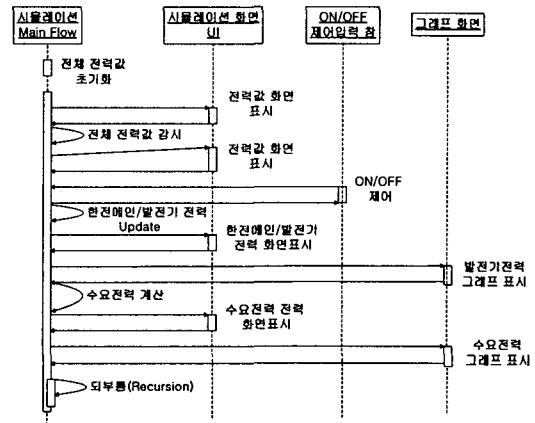 시뮬레이션
Main Flow
시뮬레이션 화면
UI
ON/OFF
제어입력 창
그래프 화면
전체 전력값
초기화
전력값 화면
표시
전체 전력값 감시
전력값 화면
표시
ON/OFF
제어
한전메인/발전기 전력
Update
한전메인/발전기
전력 화면표시
발전기전력
그래프 표시
수요전력 계산
수요전력 전력
화면표시
수요전력
그래프 표시
되부름(Recursion)